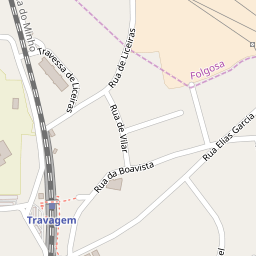 a do Minho
Travessa de Liceiras
Rua de Liceiras
Folgosa
Rua de Vilar
Rua Elias Garcia
Rua da Boavista
Travagem
el